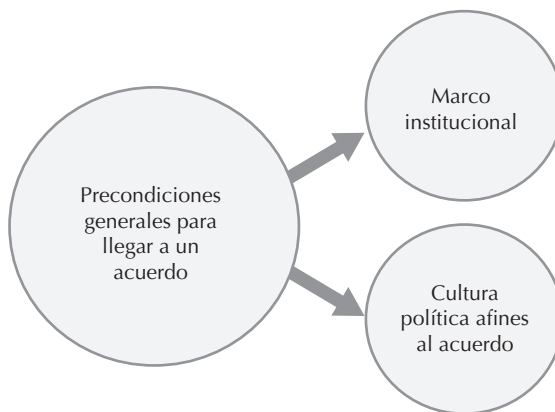 Precondiciones
generales para
llegar a un
acuerdo
Marco
institucional
Cultura
política afines
al acuerdo